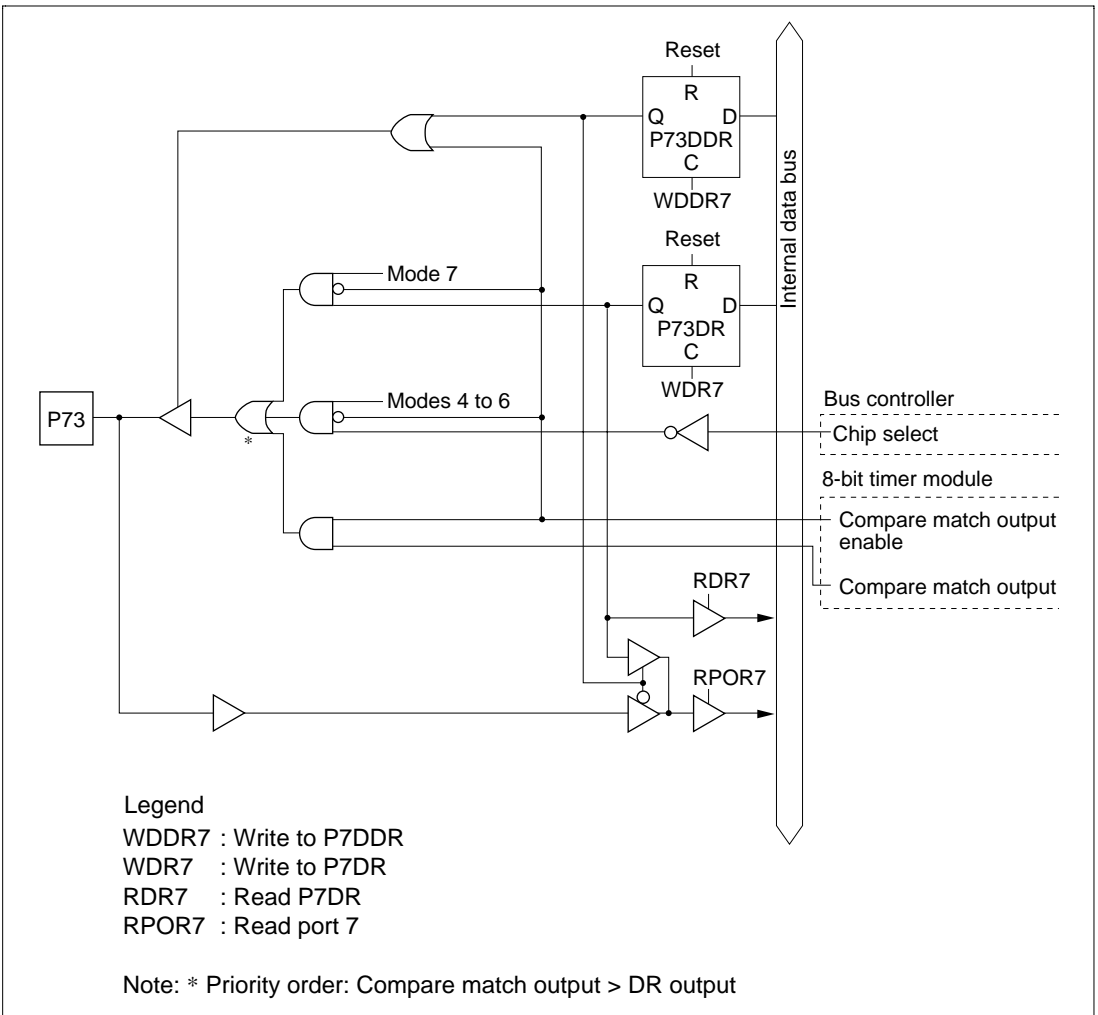 Reset
R
Q D
P73DDR
C
WDDR7
Internal data bus
Reset
Mode 7
R
Q D
P73DR
C
WDR7
P73
Modes 4 to 6
*
Bus controller
Chip select
8-bit timer module
Compare match output
enable
Compare match output
RDR7
RPOR7
Legend
WDDR7 : Write to P7DDR
WDR7 : Write to P7DR
RDR7 : Read P7DR
RPOR7 : Read port 7
Note: * Priority order: Compare match output > DR output